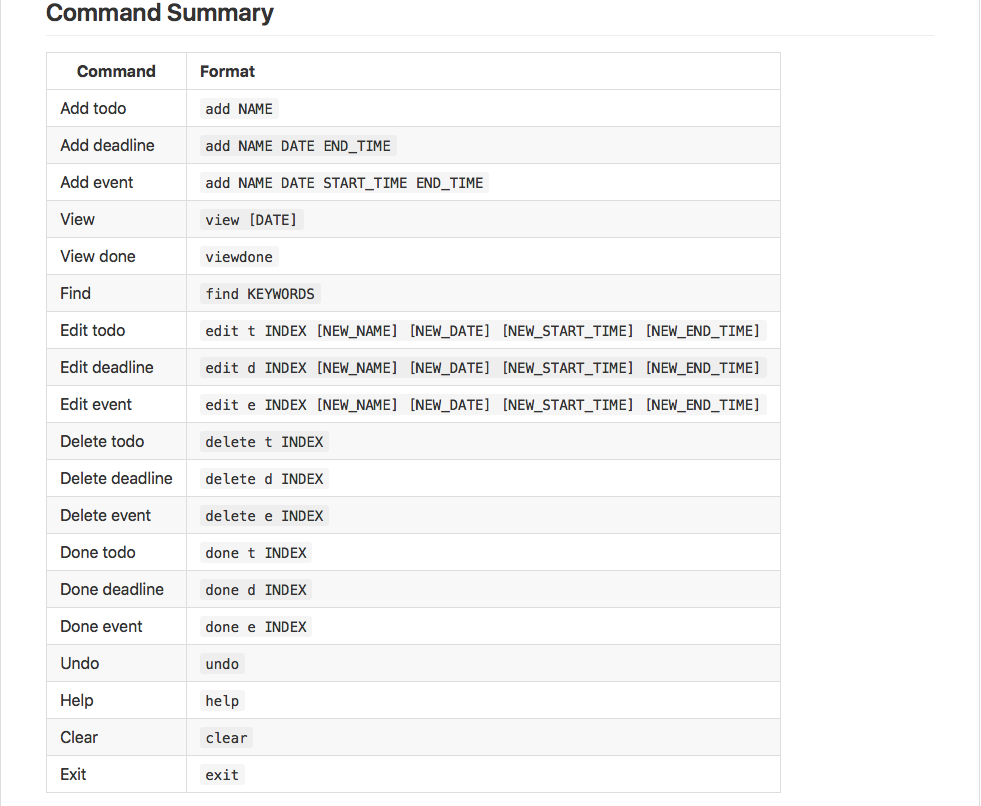 Command Summary
Command Format
Add todo add NAME
Add deadline add NAME DATE END_TIME
Add event add NAME DATE START_TIME END_TIME
View view [DATE]
View done viewdone
Find find KEYWORDS
Edit todo edit t INDEX [NEW_NAME] [NEW_DATE] [NEW_START_TIME] [NEW_END_TIME]
Edit deadline edit d INDEX [NEW_NAME] [NEW_DATE] [NEW_START_TIME] [NEW_END_TIME]
Edit event edit e INDEX [NEW_NAME] [NEW_DATE] [NEW_START_TIME] [NEW_END_TIME]
Delete todo delete t INDEX
Delete deadline delete d INDEX
Delete event delete e INDEX
Done todo done t INDEX
Done deadline done d INDEX
Done event done e INDEX
Undo undo
Help help
Clear clear
Exit exit